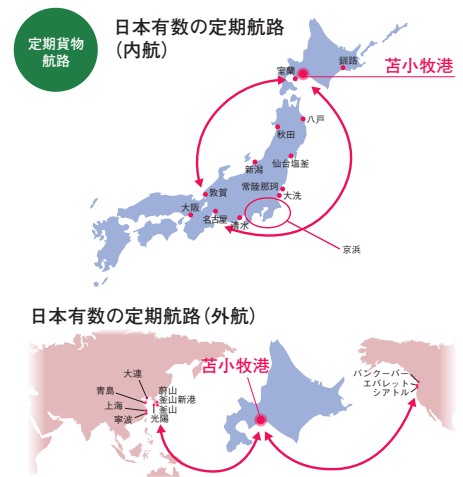 定期貨物
航路
日本有数の定期航路
(内航)
室蘭
釧路
苫小牧港
八戸
秋田
仙台塩釜
新潟
常陸那珂
大洗
敦賀
大阪
名古屋
清水
京浜
日本有数の定期航路(外航)
苫小牧港
大連
青島
蔚山
釜山新港
上海
釜山
寧波
光陽
バンクーバー
エバレット
シアトル